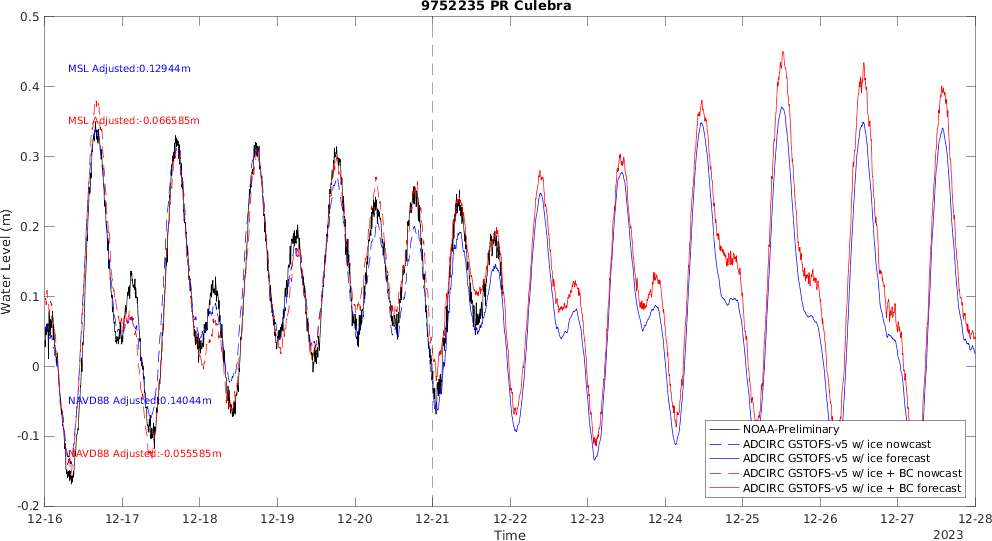 9752235 PR Culebra
0.5
0.4
0.3
0.2
0.1
0
-0.1
-0.2
Water Level (m)
MSL Adjusted:0.12944m
MSL Adjusted:-0.066585m
NAVD88 Adjusted:0.14044m
NAVD88 Adjusted:-0.055585m
NOAA-Preliminary
ADCIRC GSTOFS-v5 w/ ice nowcast
ADCIRC GSTOFS-v5 w/ ice forecast
ADCIRC GSTOFS-v5 w/ ice + BC nowcast
ADCIRC GSTOFS-v5 w/ ice + BC forecast
12-16 12-17 12-18 12-19 12-20 12-21 12-22 12-23 12-24 12-25 12-26 12-27 12-28
Time
2023